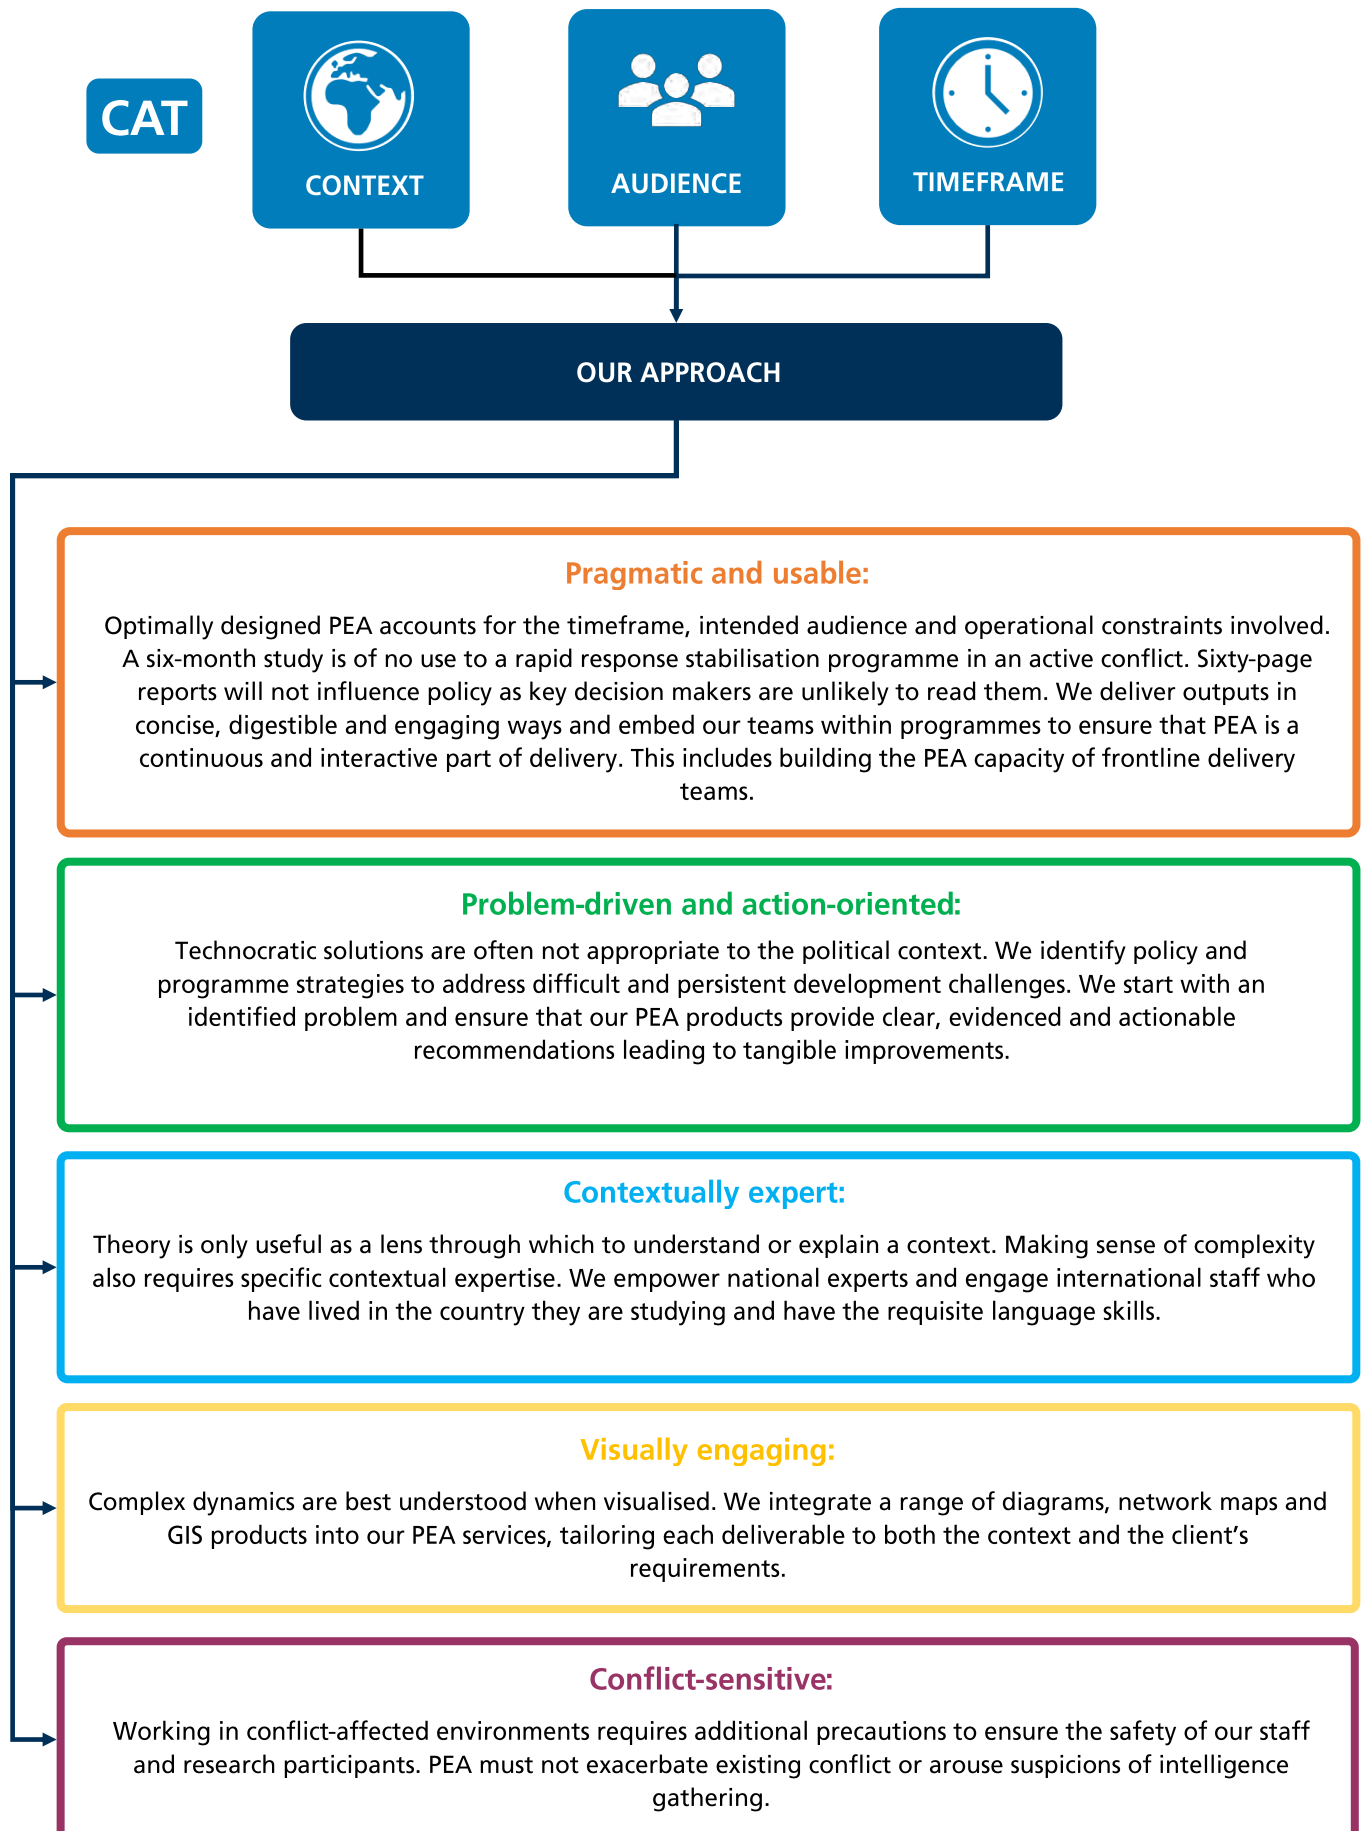 CAT
CONTEXT
AUDIENCE
TIMEFRAME
OUR APPROACH
Pragmatic and usable:
Optimally designed PEA accounts for the timeframe, intended audience and operational constraints involved.
A six-month study is of no use to a rapid response stabilisation programme in an active conflict. Sixty-page
reports will not influence policy as key decision makers are unlikely to read them. We deliver outputs in
concise, digestible and engaging ways and embed our teams within programmes to ensure that PEA is a
continuous and interactive part of delivery. This includes building the PEA capacity of frontline delivery
teams.
Problem-driven and action-oriented:
Technocratic solutions are often not appropriate to the political context. We identify policy and
programme strategies to address difficult and persistent development challenges. We start with an
identified problem and ensure that our PEA products provide clear, evidenced and actionable
recommendations leading to tangible improvements.
Contextually expert:
Theory is only useful as a lens through which to understand or explain a context. Making sense of complexity
also requires specific contextual expertise. We empower national experts and engage international staff who
have lived in the country they are studying and have the requisite language skills.
Visually engaging:
Complex dynamics are best understood when visualised. We integrate a range of diagrams, network maps and
GIS products into our PEA services, tailoring each deliverable to both the context and the client’s
requirements.
Conflict-sensitive:
Working in conflict-affected environments requires additional precautions to ensure the safety of our staff
and research participants. PEA must not exacerbate existing conflict or arouse suspicions of intelligence
gathering.